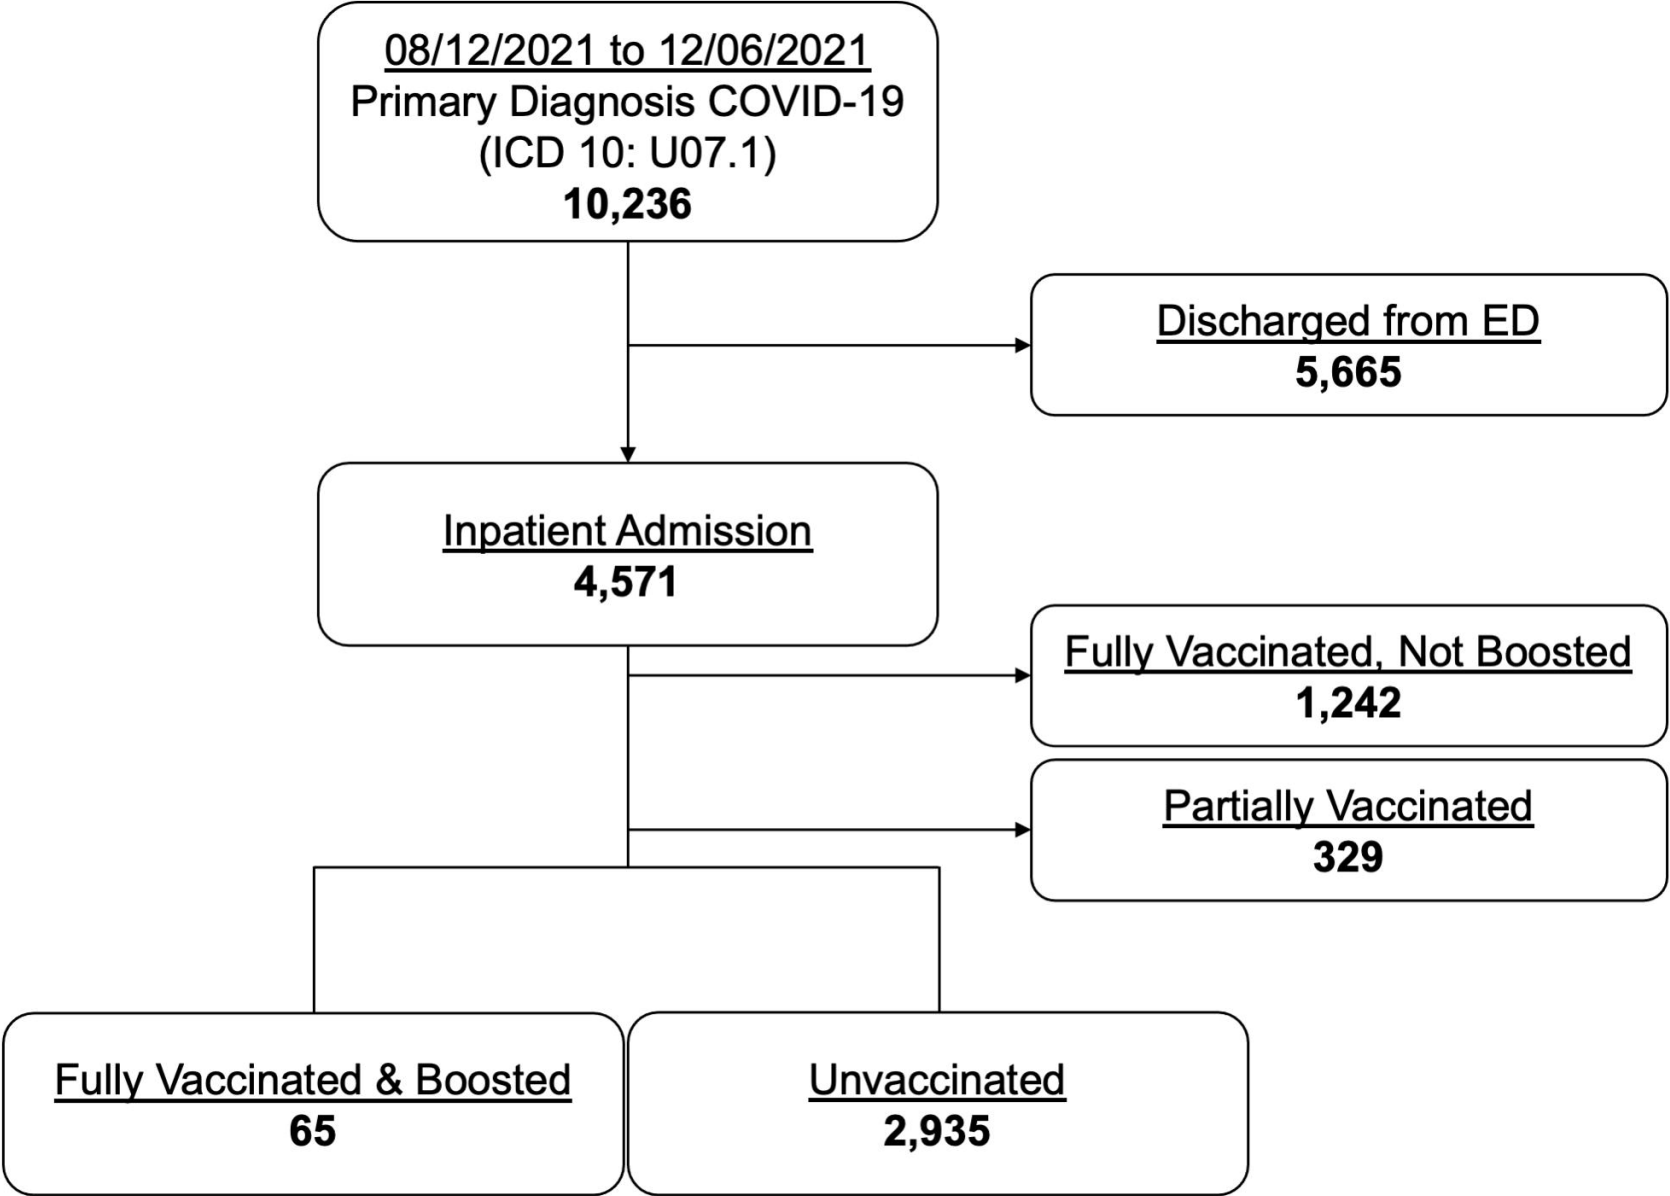 08/12/2021 to 12/06/2021
Primary Diagnosis COVID-19
(ICD 10: U07.1)
10,236
Discharged from ED
5,665
Inpatient Admission
4,571
Fully Vaccinated, Not Boosted
1,242
Partially Vaccinated
329
Fully Vaccinated & Boosted
65
Unvaccinated
2,935